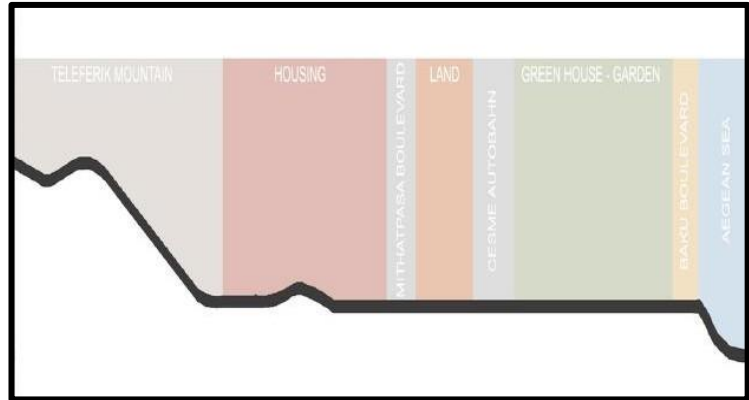 TELEFERIK MOUNTAIN
HOUSING
MITHATPASA BOULEVARD
LAND
CESME AUTOBAHN
GREEN HOUSE - GARDEN
BAKU BOULEVARD
AEGEAN SEA